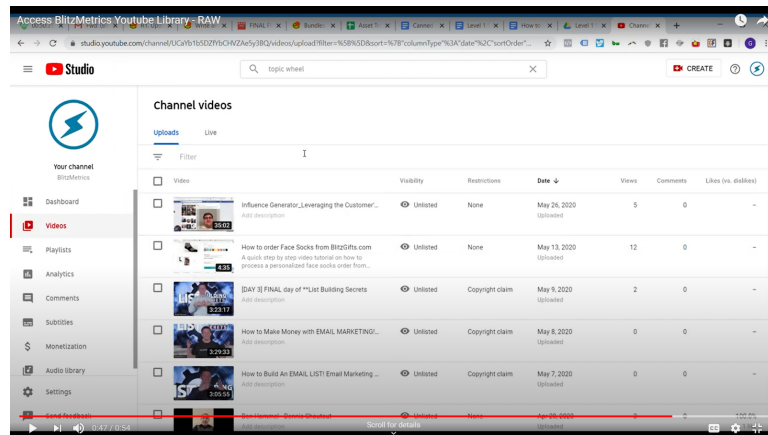 Access BlitzMetrics Youtube Library - RAW
studio.youtube.com/channel/UCaYb1b5DZfYbCHVZAe5y3BQ/videos/upload?filter=%5B%5D&sort=%7B"columnType"%3A"date"%2C"sortOrder"...
Studio
topic wheel
CREATE
Channel videos
Uploads
Live
Filter
Your channel
BlitzMetrics
Dashboard
Videos
Playlists
Analytics
Comments
Subtitles
Monetization
Audio library
Settings
Send feedback
Video Visibility Restrictions Date Views Comments Likes (vs. dislikes)
35:02
Influence Generator_Leveraging the Customer'... Unlisted None May 26, 2020 5 0 –
Add description Uploaded
4:35
How to order Face Socks from BlitzGifts.com Unlisted None May 13, 2020 12 0 –
A quick step by step video tutorial on how to Uploaded
process a personalized face socks order from...
3:23:17
[DAY 3] FINAL day of **List Building Secrets Unlisted Copyright claim May 9, 2020 2 0 –
Add description Uploaded
3:29:33
How to Make Money with EMAIL MARKETING!... Unlisted Copyright claim May 8, 2020 0 0 –
Add description Uploaded
3:05:55
How to Build An EMAIL LIST! Email Marketing ... Unlisted Copyright claim May 7, 2020 0 0 –
Add description Uploaded
Unlisted None Apr 28, 2020 100.0%
0:47 / 0:54
Scroll for details